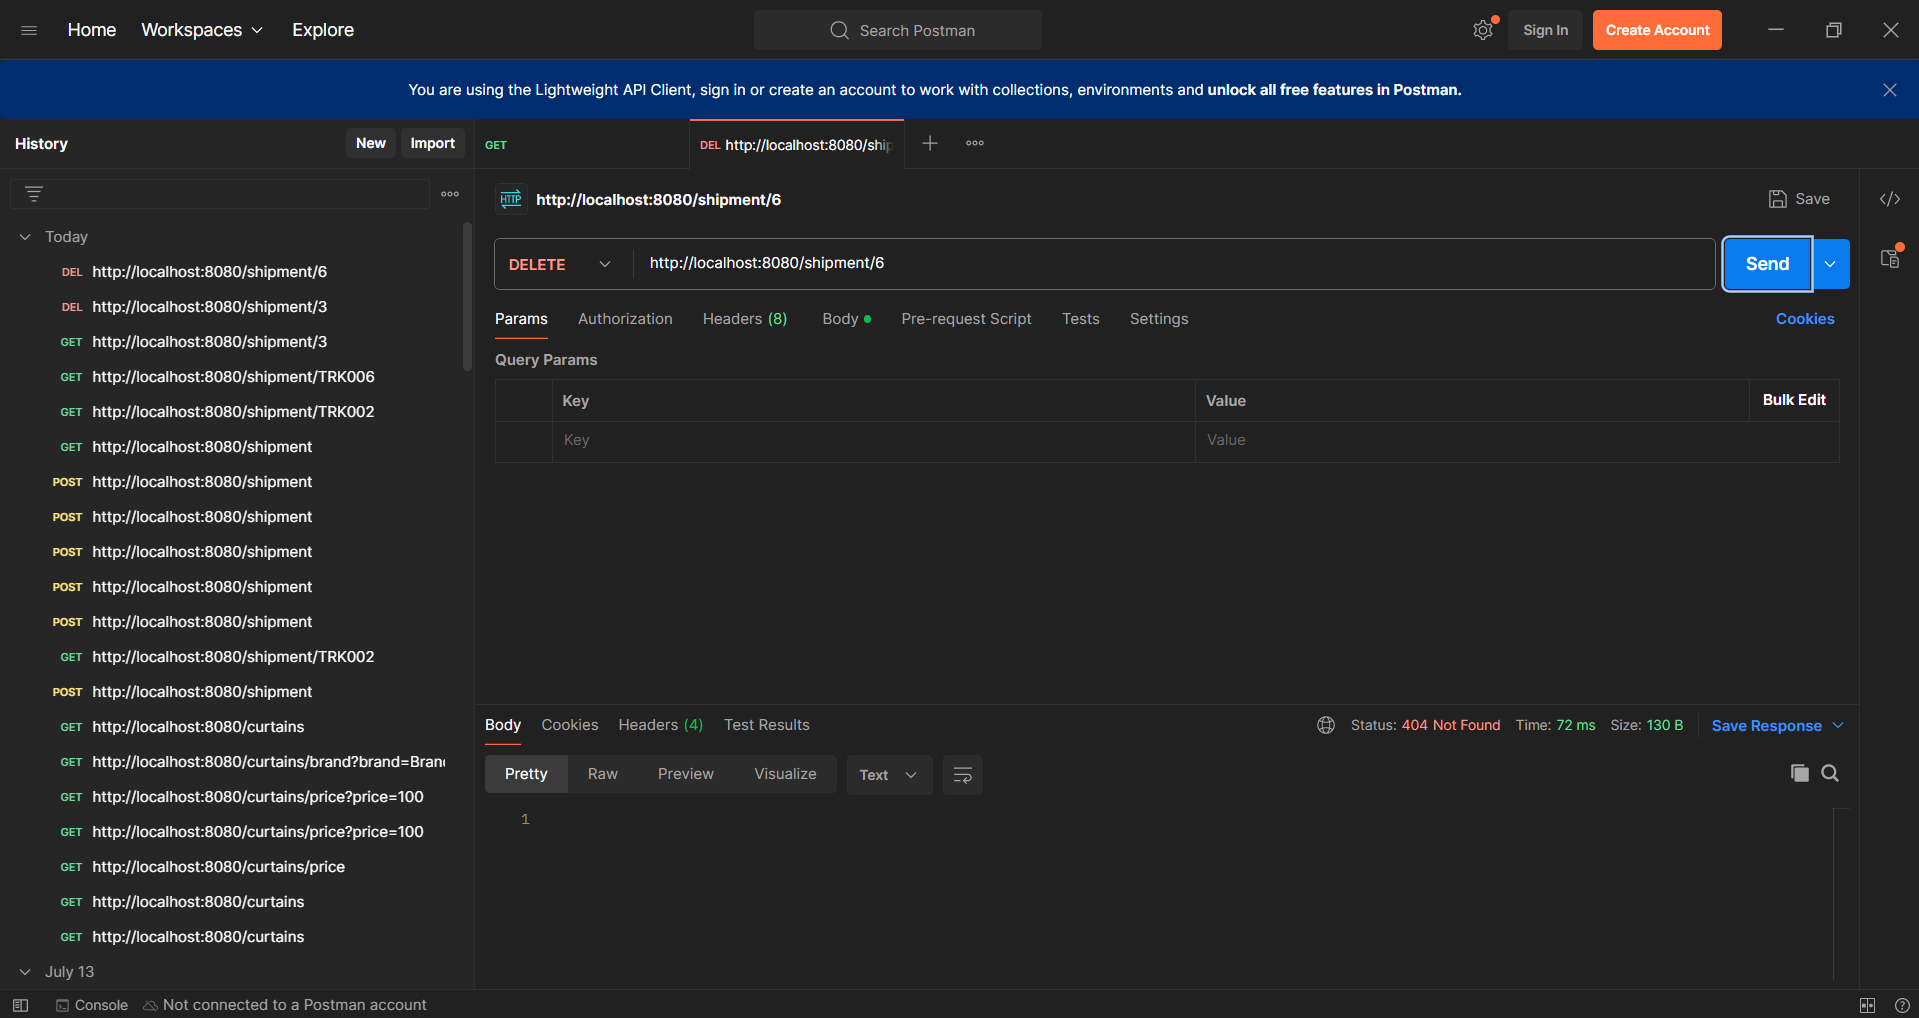 Home Workspaces Explore Search Postman Sign In Create Account
You are using the Lightweight API Client, sign in or create an account to work with collections, environments and unlock all free features in Postman.
History New Import
GET DEL http://localhost:8080/ship
HTTP http://localhost:8080/shipment/6 Save
DELETE http://localhost:8080/shipment/6 Send
Params Authorization Headers (8) Body Pre-request Script Tests Settings Cookies
Query Params
Key Value Bulk Edit
Key Value
Today
DEL http://localhost:8080/shipment/6
DEL http://localhost:8080/shipment/3
GET http://localhost:8080/shipment/3
GET http://localhost:8080/shipment/TRK006
GET http://localhost:8080/shipment/TRK002
GET http://localhost:8080/shipment
POST http://localhost:8080/shipment
POST http://localhost:8080/shipment
POST http://localhost:8080/shipment
POST http://localhost:8080/shipment
POST http://localhost:8080/shipment
GET http://localhost:8080/shipment/TRK002
POST http://localhost:8080/shipment
GET http://localhost:8080/curtains
GET http://localhost:8080/curtains/brand?brand=Bran
GET http://localhost:8080/curtains/price?price=100
GET http://localhost:8080/curtains/price?price=100
GET http://localhost:8080/curtains/price
GET http://localhost:8080/curtains
GET http://localhost:8080/curtains
July 13
Body Cookies Headers (4) Test Results Status: 404 Not Found Time: 72 ms Size: 130 B Save Response
Pretty Raw Preview Visualize Text
1
Console Not connected to a Postman account